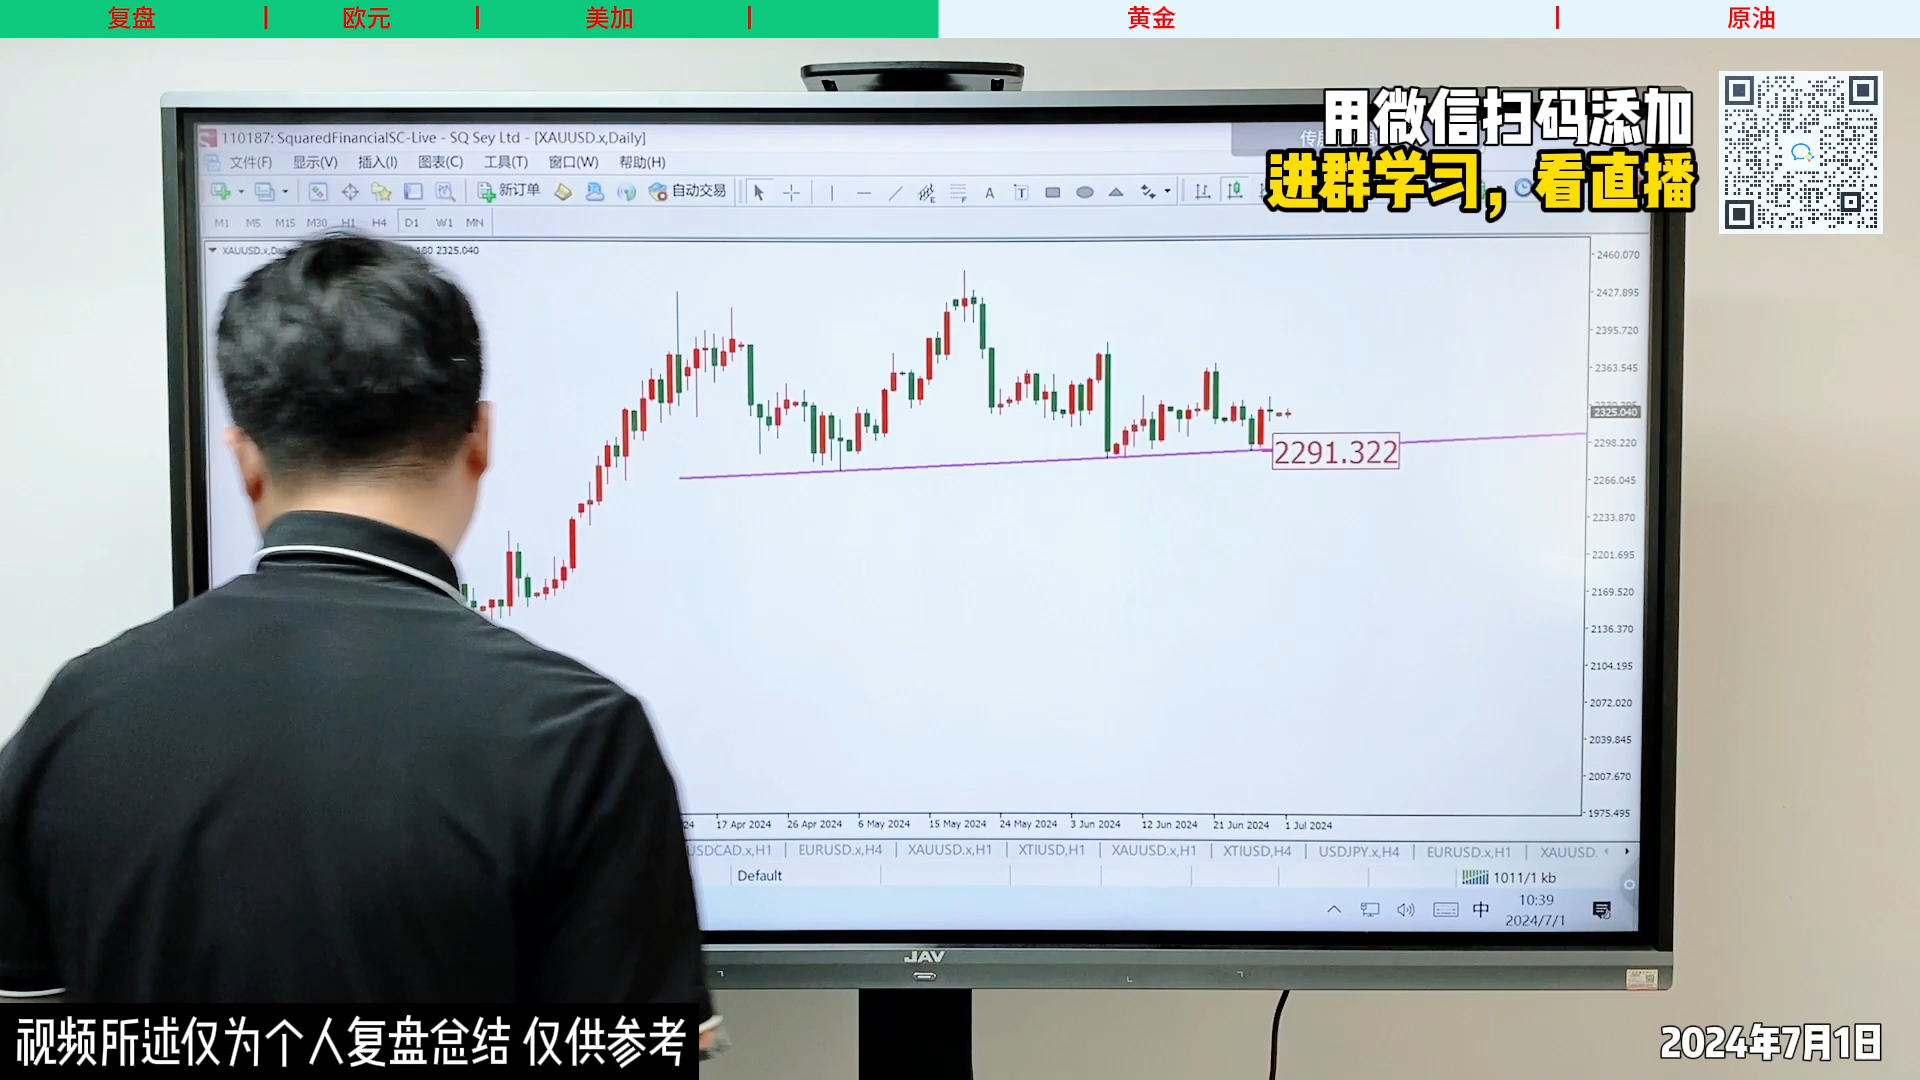 复盘 | 欧元 | 美加 | 黄金 | 原油
用微信扫码添加
进群学习，看直播
110187: SquaredFinancialSC-Live - SQ Sey Ltd - [XAUUSD.x,Daily]
文件(F) 显示(V) 插入(I) 图表(C) 工具(T) 窗口(W) 帮助(H)
新订单 自动交易
M1 M5 M15 M30 H1 H4 D1 W1 MN
2325.040
2460.070
2427.895
2395.720
2363.545
2325.040
2298.220
2291.322
2266.045
2233.870
2201.695
2169.520
2136.370
2104.195
2072.020
2039.845
2007.670
1975.495
17 Apr 2024 26 Apr 2024 6 May 2024 15 May 2024 24 May 2024 3 Jun 2024 12 Jun 2024 21 Jun 2024 1 Jul 2024
USDCAD.x,H1 | EURUSD.x,H4 | XAUUSD.x,H1 | XTIUSD,H1 | XAUUSD.x,H1 | XTIUSD,H4 | USDJPY.x,H4 | EURUSD.x,H1 | XAUUSD.
Default
1011/1 kb
中
10:39
2024/7/1
JAV
视频所述仅为个人复盘总结 仅供参考
2024年7月1日